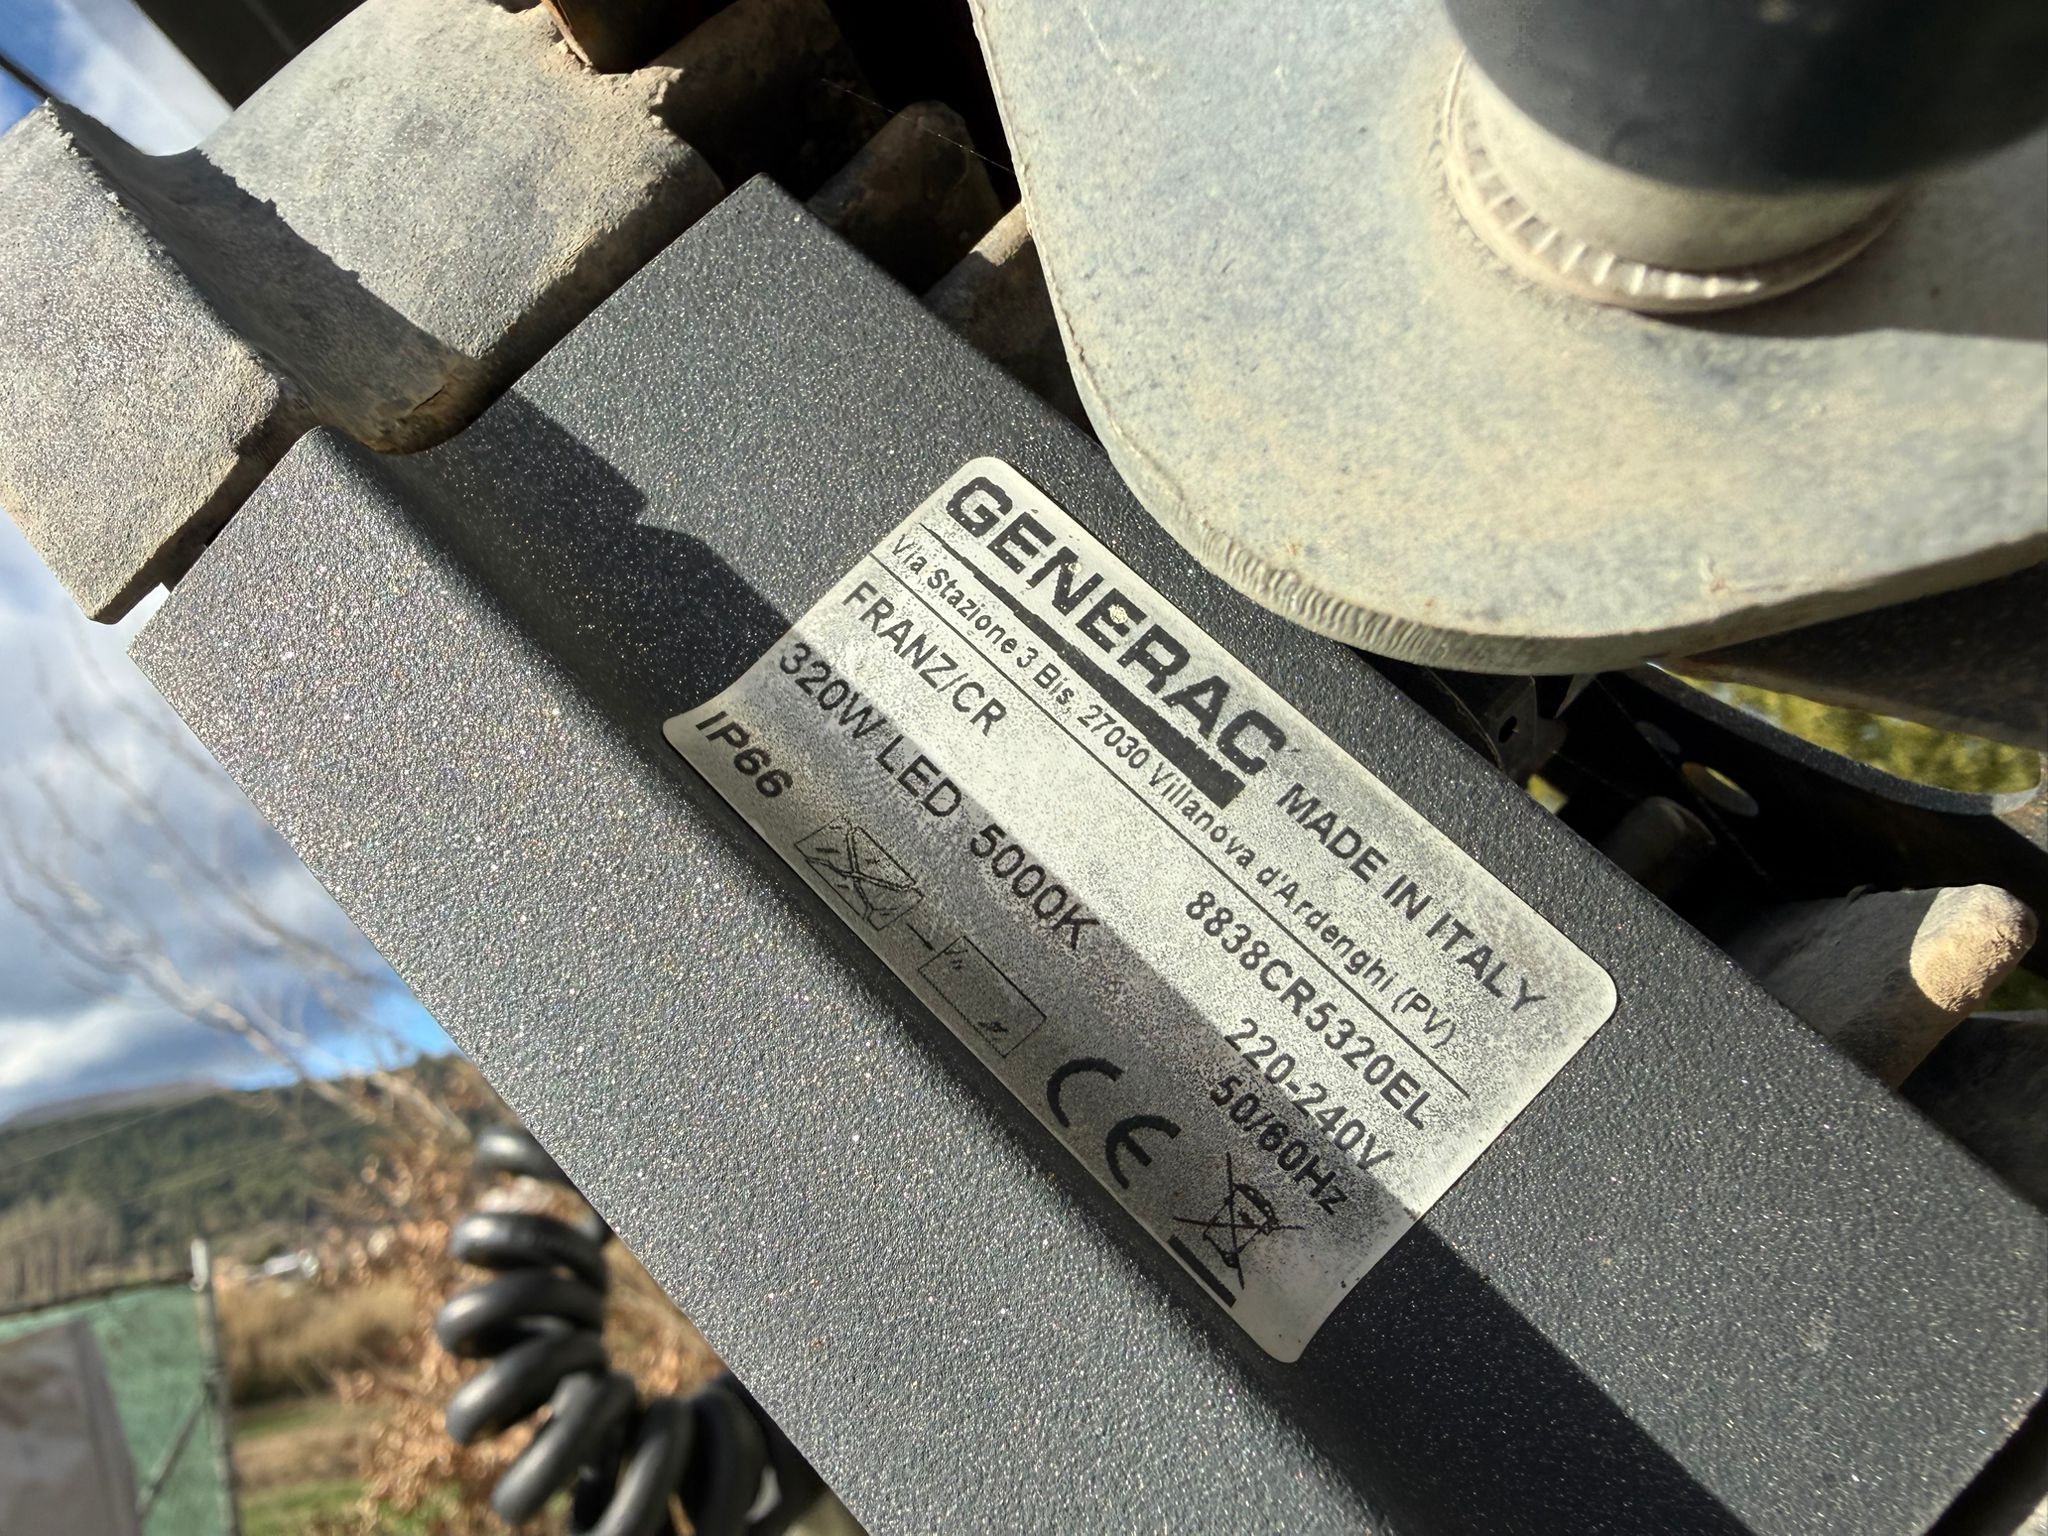 GENERAC MADE IN ITALY
Via Stazione 3 Bis, 27030 Villanova d'Ardenghi (PV)
FRANZ/CR 8838CR5320EL
320W LED 5000K 220-240V
50/60Hz
IP66 CE